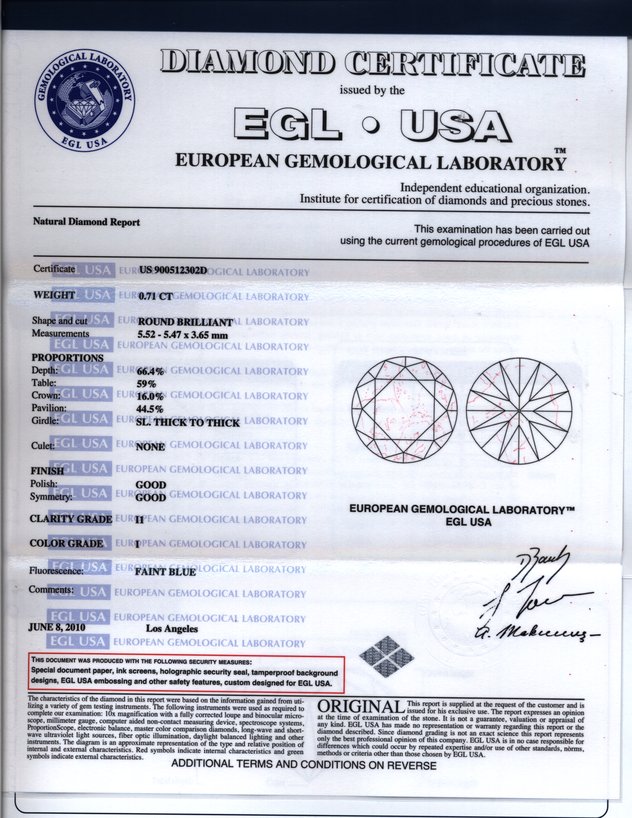 GEMOLOGICAL LABORATORY
EGL USA
DIAMOND CERTIFICATE
issued by the
EGL • USA
EUROPEAN GEMOLOGICAL LABORATORY™
Independent educational organization.
Institute for certification of diamonds and precious stones.
Natural Diamond Report
This examination has been carried out
using the current gemological procedures of EGL USA
Certificate US 900512302D
WEIGHT 0.71 CT
Shape and cut ROUND BRILLIANT
Measurements 5.52 - 5.47 x 3.65 mm
PROPORTIONS
Depth: 66.4%
Table: 59%
Crown: 16.0%
Pavilion: 44.5%
Girdle: SL. THICK TO THICK
Culet: NONE
FINISH
Polish: GOOD
Symmetry: GOOD
CLARITY GRADE I1
COLOR GRADE I
Fluorescence: FAINT BLUE
Comments:
JUNE 8, 2010 Los Angeles
EGL USA EUROPEAN GEMOLOGICAL LABORATORY
EUROPEAN GEMOLOGICAL LABORATORY™
EGL USA
THIS DOCUMENT WAS PRODUCED WITH THE FOLLOWING SECURITY MEASURES:
Special document paper, ink screens, holographic security seal, tamperproof background
designs, EGL USA embossing and other safety features, custom designed for EGL USA.
The characteristics of the diamond in this report were based on the information gained from uti-
lizing a variety of gem testing instruments. The following instruments were used as required to
complete our examination: 10x magnification with a fully corrected loupe and binocular micro-
scope, millimeter gauge, computer aided non-contact measuring device, spectroscope systems,
ProportionScope, electronic balance, master color comparison diamonds, long-wave and short-
wave ultraviolet light sources, fiber optic illumination, daylight balanced lighting and other
instruments. The diagram is an approximate representation of the type and relative position of
internal and external characteristics. Red symbols indicate internal characteristics and green
symbols indicate external characteristics.
ORIGINAL This report is supplied at the request of the customer and is
issued for his exclusive use. The report expresses an opinion
at the time of examination of the stone. It is not a guarantee, valuation or appraisal of
any kind. EGL USA has made no representation or warranty regarding this report or the
diamond described. Since diamond grading is not an exact science this report represents
only the best professional opinion of this company. EGL USA is in no case responsible for
differences which could occur by repeated expertise and/or use of other standards, norms,
methods or criteria other than those chosen by EGL USA.
ADDITIONAL TERMS AND CONDITIONS ON REVERSE